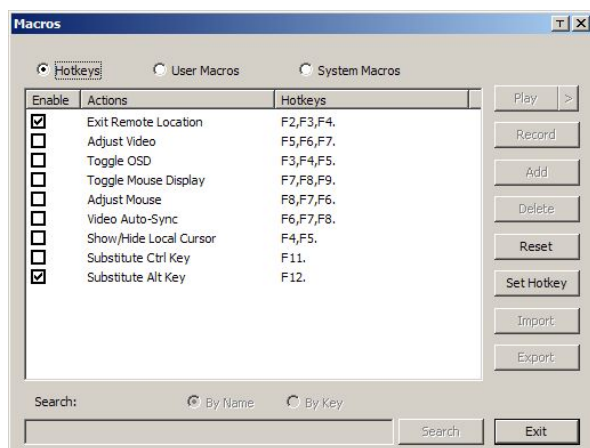 Macros
Hotkeys User Macros System Macros
Enable Actions Hotkeys
Exit Remote Location F2,F3,F4.
Adjust Video F5,F6,F7.
Toggle OSD F3,F4,F5.
Toggle Mouse Display F7,F8,F9.
Adjust Mouse F8,F7,F6.
Video Auto-Sync F6,F7,F8.
Show/Hide Local Cursor F4,F5.
Substitute Ctrl Key F11.
Substitute Alt Key F12.
Play >
Record
Add
Delete
Reset
Set Hotkey
Import
Export
Search: By Name By Key
Search Exit